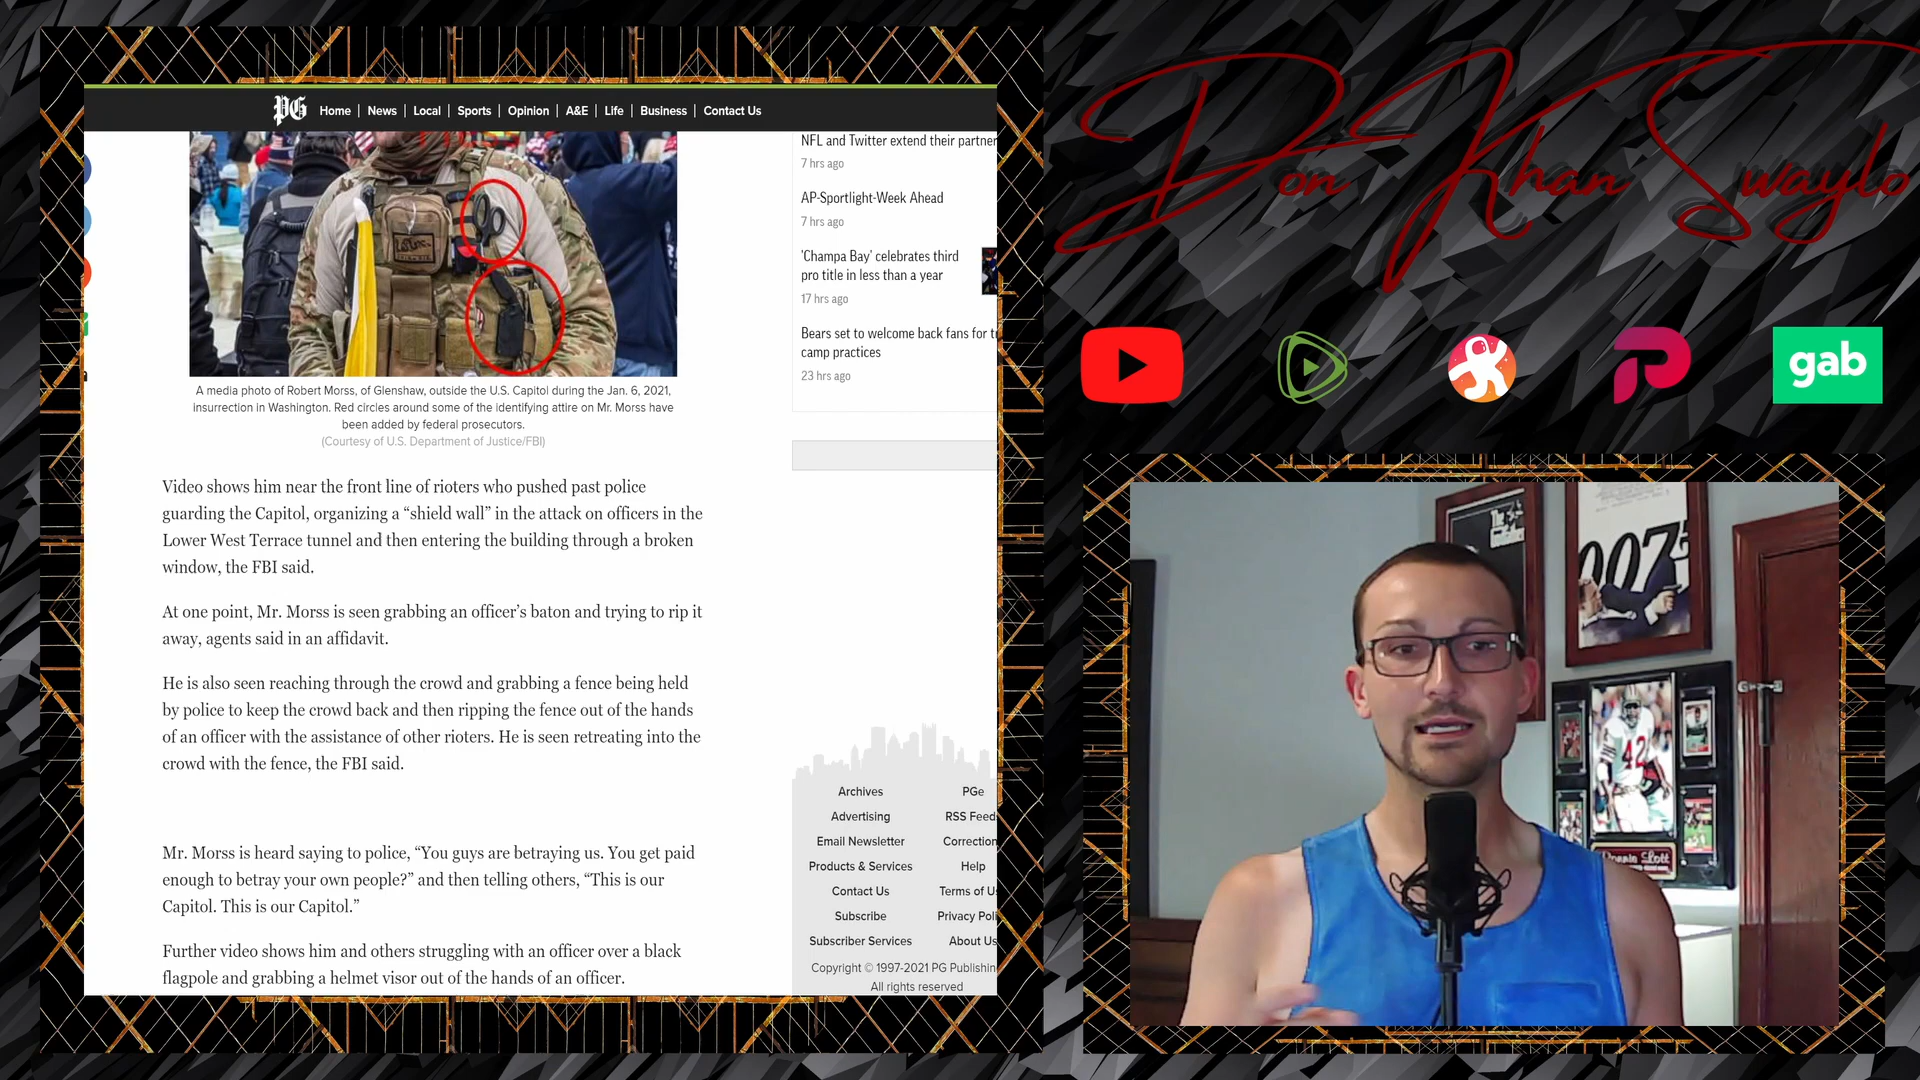 PG Home News Local Sports Opinion A&E Life Business Contact Us
A media photo of Robert Morss, of Glenshaw, outside the U.S. Capitol during the Jan. 6, 2021,
insurrection in Washington. Red circles around some of the identifying attire on Mr. Morss have
been added by federal prosecutors.
(Courtesy of U.S. Department of Justice/FBI)
Video shows him near the front line of rioters who pushed past police
guarding the Capitol, organizing a “shield wall” in the attack on officers in the
Lower West Terrace tunnel and then entering the building through a broken
window, the FBI said.
At one point, Mr. Morss is seen grabbing an officer’s baton and trying to rip it
away, agents said in an affidavit.
He is also seen reaching through the crowd and grabbing a fence being held
by police to keep the crowd back and then ripping the fence out of the hands
of an officer with the assistance of other rioters. He is seen retreating into the
crowd with the fence, the FBI said.
Mr. Morss is heard saying to police, “You guys are betraying us. You get paid
enough to betray your own people?” and then telling others, “This is our
Capitol. This is our Capitol.”
Further video shows him and others struggling with an officer over a black
flagpole and grabbing a helmet visor out of the hands of an officer.
NFL and Twitter extend their partner
7 hrs ago
AP-Sportlight-Week Ahead
7 hrs ago
'Champa Bay' celebrates third
pro title in less than a year
17 hrs ago
Bears set to welcome back fans for tr
camp practices
23 hrs ago
Archives PGe
Advertising RSS Feed
Email Newsletter Correction
Products & Services Help
Contact Us Terms of U
Subscribe Privacy Poli
Subscriber Services About Us
Copyright © 1997-2021 PG Publishin
All rights reserved
Don Khan Swaylo
gab
007
42
Ronnie Lott